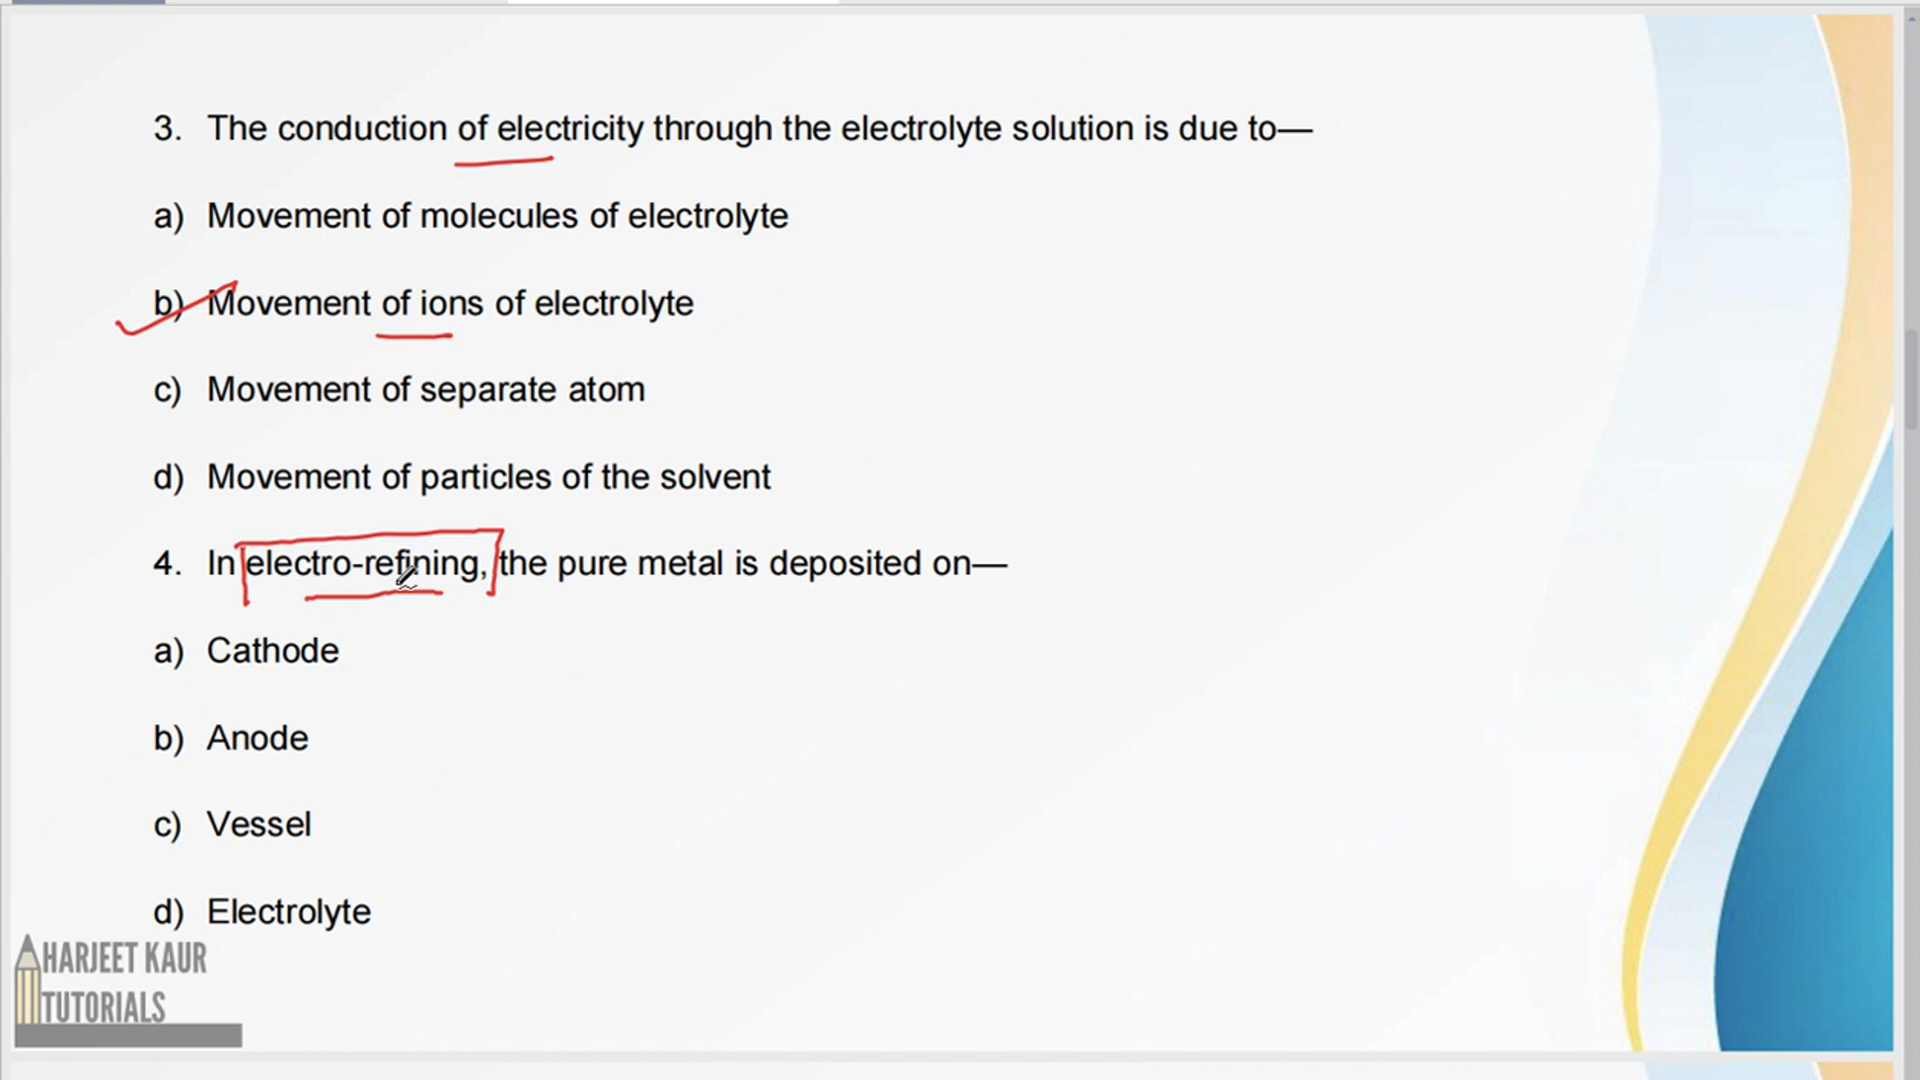 3. The conduction of electricity through the electrolyte solution is due to—
a) Movement of molecules of electrolyte
b) Movement of ions of electrolyte
c) Movement of separate atom
d) Movement of particles of the solvent
4. In electro-refining, the pure metal is deposited on—
a) Cathode
b) Anode
c) Vessel
d) Electrolyte
HARJEET KAUR
TUTORIALS